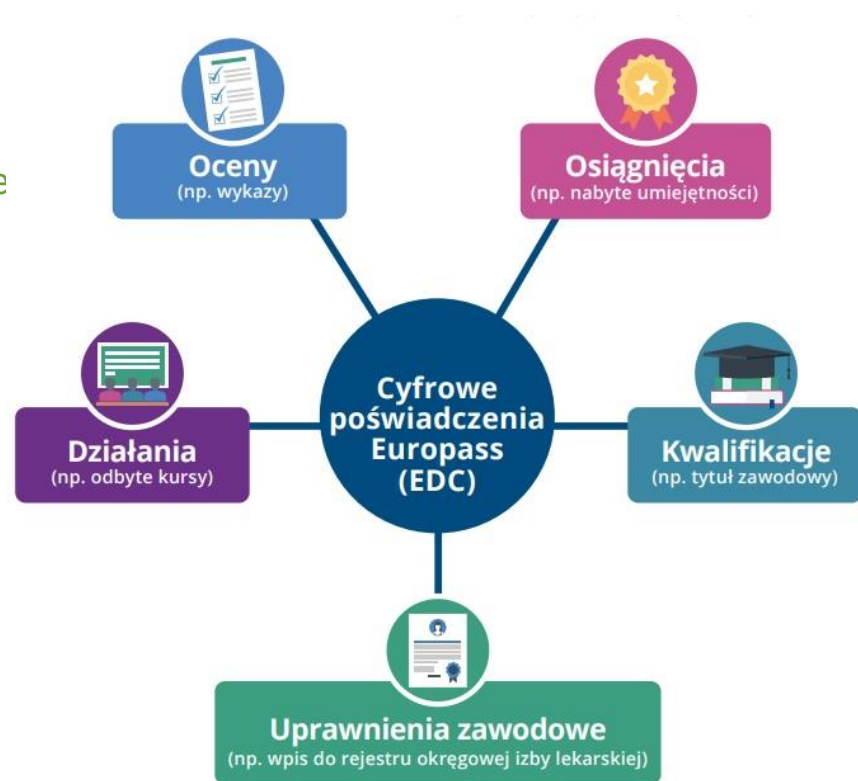 Oceny
(np. wykazy)
Osiągnięcia
(np. nabyte umiejętności)
e
Cyfrowe
poświadczenia
Europass
(EDC)
Działania
(np. odbyte kursy)
Kwalifikacje
(np. tytuł zawodowy)
Uprawnienia zawodowe
(np. wpis do rejestru okręgowej izby lekarskiej)